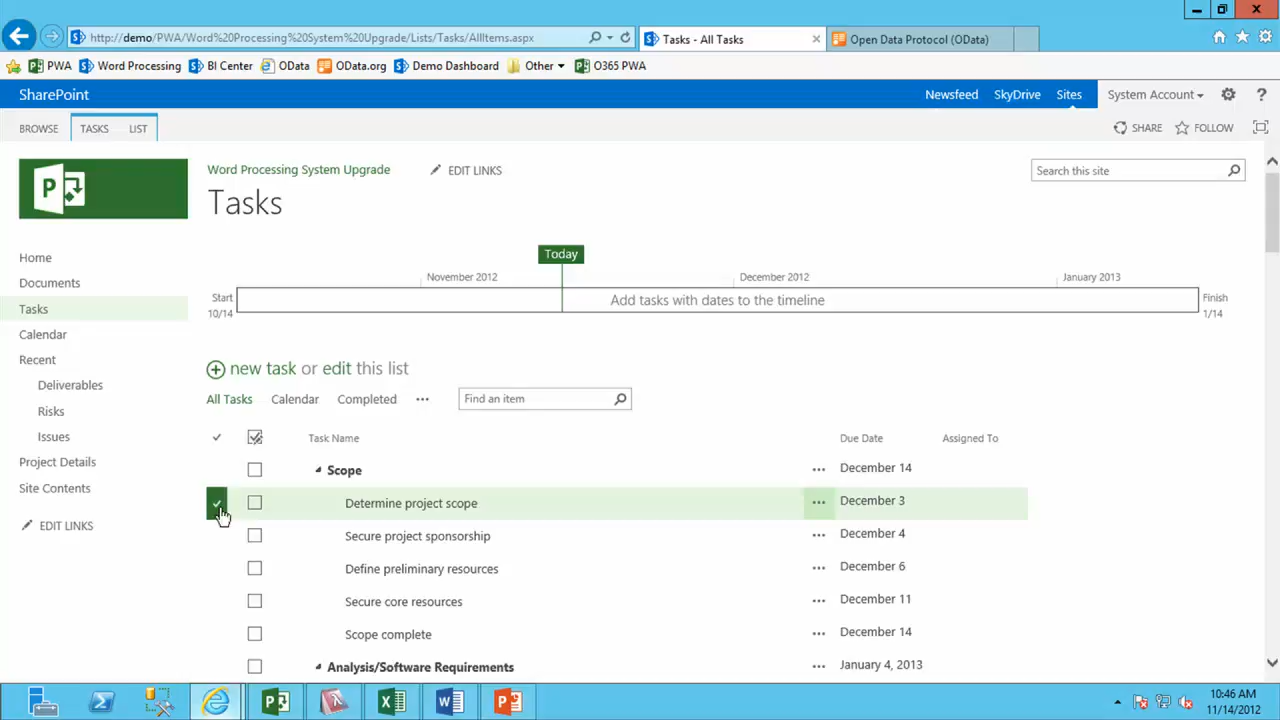 http://demo/PWA/Word%20Processing%20System%20Upgrade/Lists/Tasks/AllItems.aspx
Tasks - All Tasks
Open Data Protocol (OData)
PWA
Word Processing
BI Center
OData
OData.org
Demo Dashboard
Other
O365 PWA
SharePoint
Newsfeed
SkyDrive
Sites
System Account
?
BROWSE
TASKS
LIST
SHARE
FOLLOW
P
Word Processing System Upgrade
EDIT LINKS
Search this site
Tasks
Today
November 2012
December 2012
January 2013
Start
10/14
Add tasks with dates to the timeline
Finish
1/14
Home
Documents
Tasks
Calendar
Recent
Deliverables
Risks
Issues
Project Details
Site Contents
EDIT LINKS
new task or edit this list
All Tasks
Calendar
Completed
...
Find an item
Task Name
Due Date
Assigned To
Scope
... December 14
Determine project scope
... December 3
Secure project sponsorship
... December 4
Define preliminary resources
... December 6
Secure core resources
... December 11
Scope complete
... December 14
Analysis/Software Requirements
... January 4, 2013
10:46 AM
11/14/2012